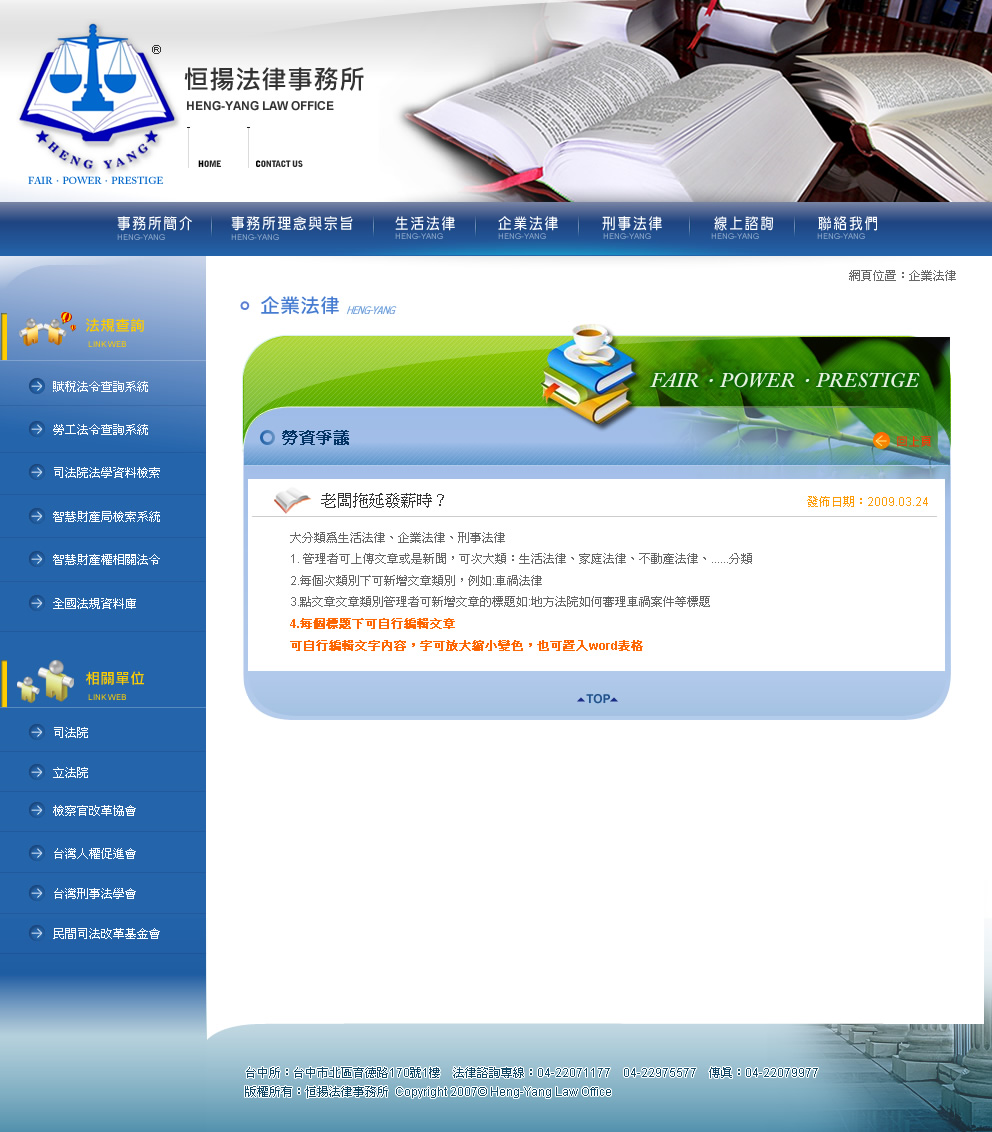 ®
HENG YANG
FAIR · POWER · PRESTIGE
恒揚法律事務所
HENG-YANG LAW OFFICE
HOME
CONTACT US
事務所簡介
HENG-YANG
事務所理念與宗旨
HENG-YANG
生活法律
HENG-YANG
企業法律
HENG-YANG
刑事法律
HENG-YANG
線上諮詢
HENG-YANG
聯絡我們
HENG-YANG
網頁位置：企業法律
法規查詢
LINK WEB
賦稅法令查詢系統
勞工法令查詢系統
司法院法學資料檢索
智慧財產局檢索系統
智慧財產權相關法令
全國法規資料庫
相關單位
LINK WEB
司法院
立法院
檢察官改革協會
台灣人權促進會
台灣刑事法學會
民間司法改革基金會
企業法律 HENG-YANG
FAIR · POWER · PRESTIGE
勞資爭議
回上頁
老闆拖延發薪時？
發佈日期：2009.03.24
大分類爲生活法律、企業法律、刑事法律
1. 管理者可上傳文章或是新聞，可次大類：生活法律、家庭法律、不動產法律、......分類
2.每個次類別下可新增文章類別，例如:車禍法律
3.點文章文章類別管理者可新增文章的標題如:地方法院如何審理車禍案件等標題
4.每個標題下可自行編輯文章
可自行編輯文字內容，字可放大縮小變色，也可置入word表格
TOP
台中所：台中市北區育德路170號1樓 法律諮詢專線：04-22071177 04-22975577 傳真：04-22079977
版權所有：恒揚法律事務所 Copyright 2007© Heng-Yang Law Office